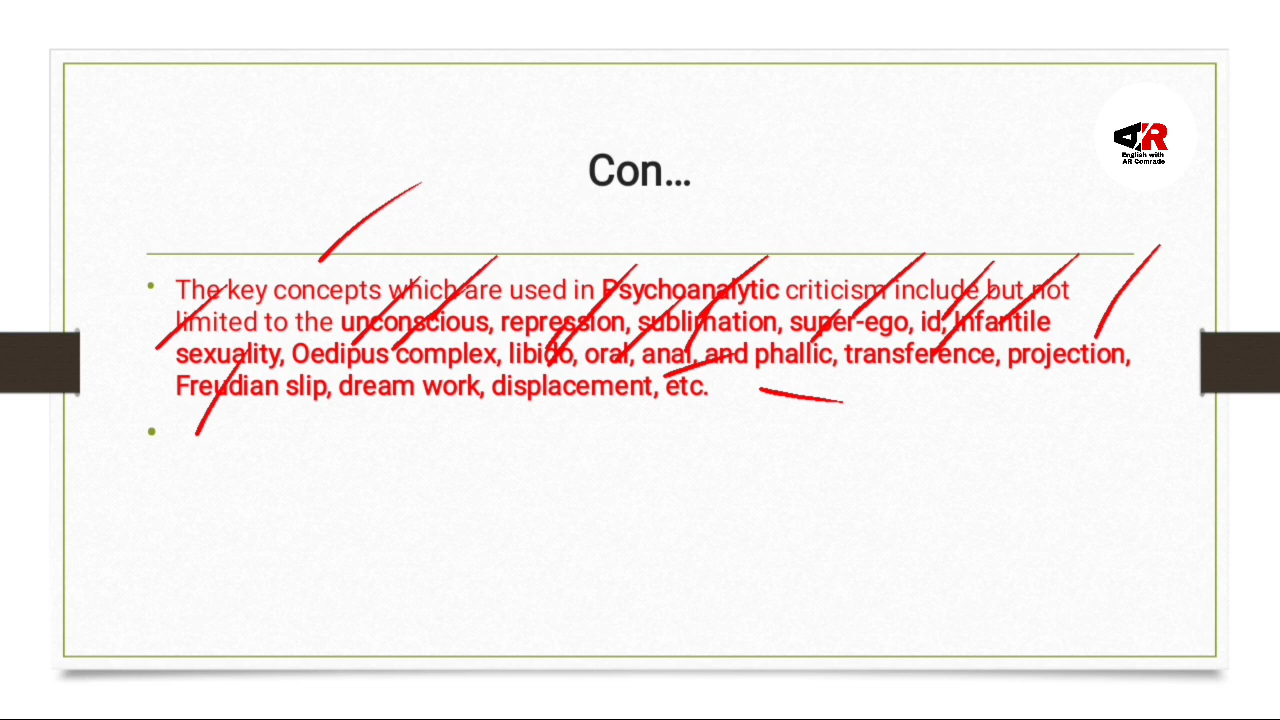 AR
English with
AR Comrade
Con...
• The key concepts which are used in Psychoanalytic criticism include but not
limited to the unconscious, repression, sublimation, super-ego, id, Infantile
sexuality, Oedipus complex, libido, oral, anal, and phallic, transference, projection,
Freudian slip, dream work, displacement, etc.
•